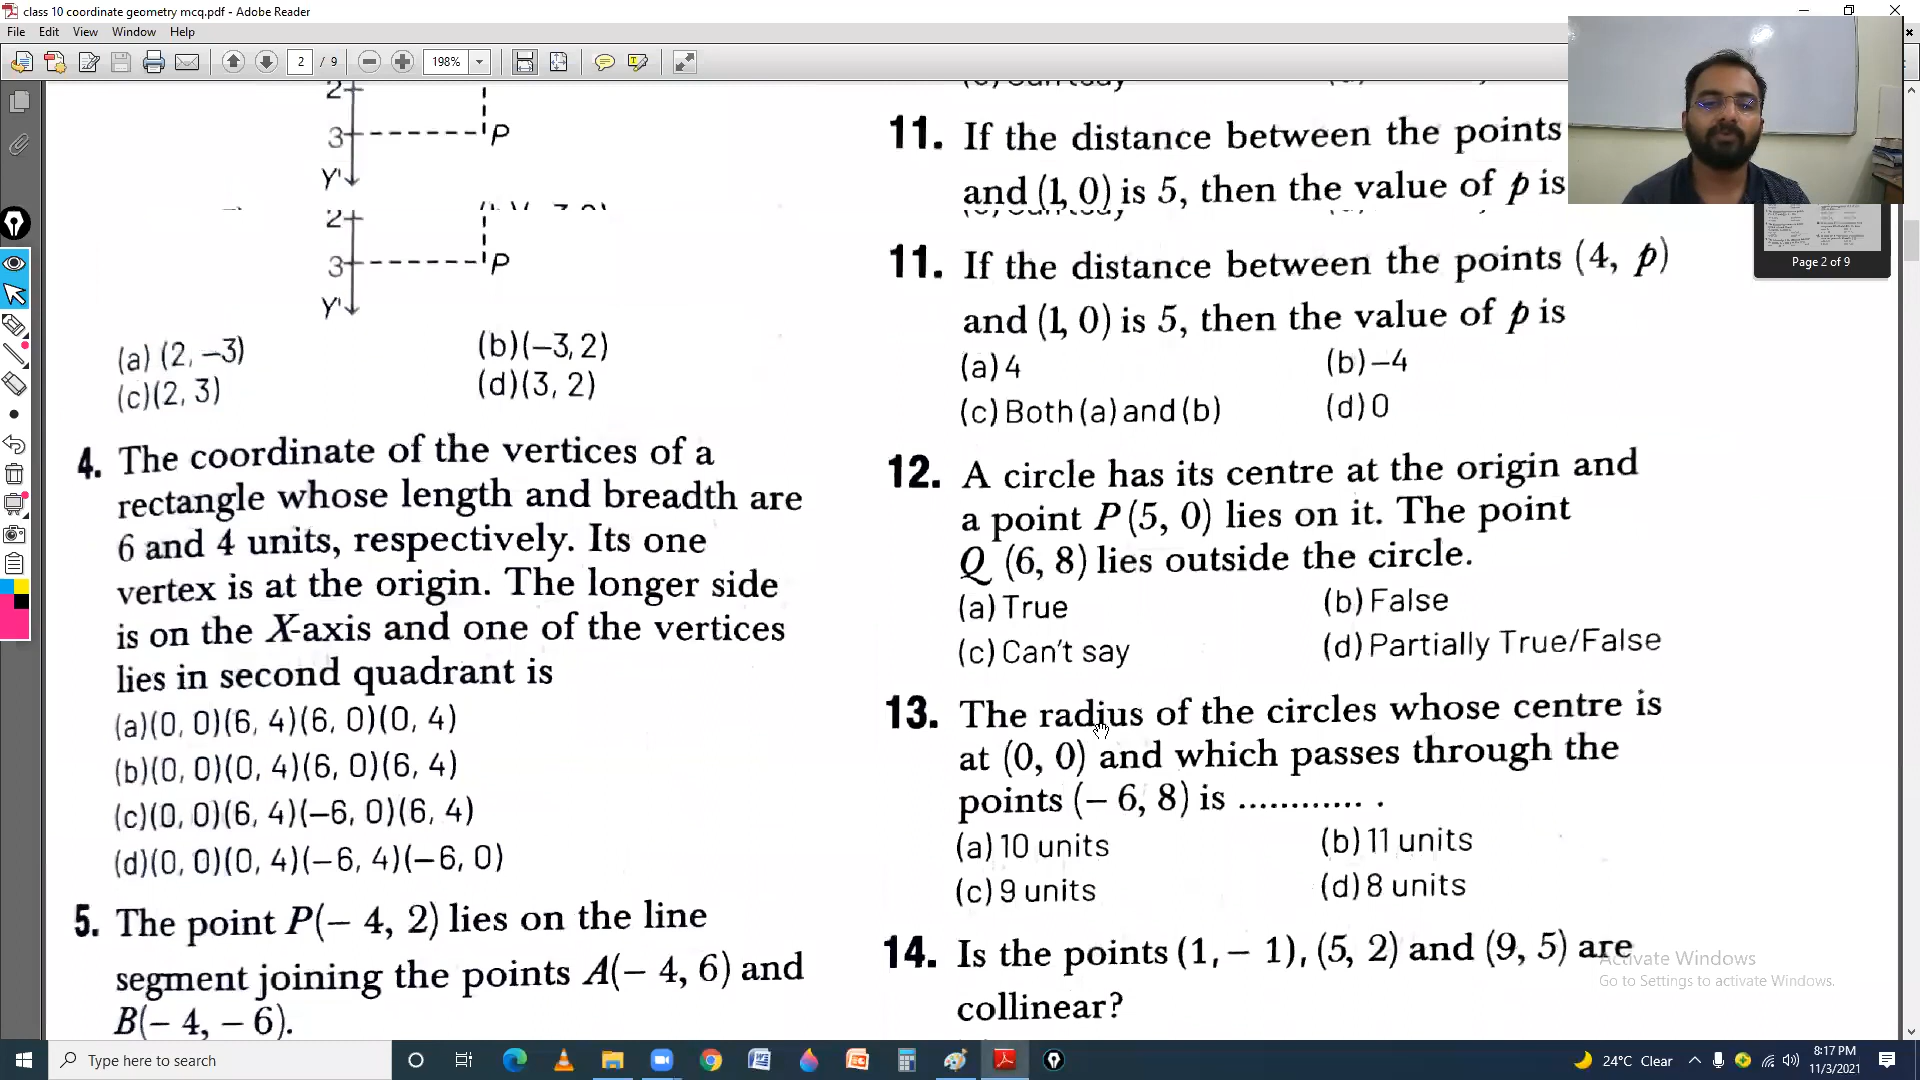 class 10 coordinate geometry mcq.pdf - Adobe Reader
File Edit View Window Help
2 / 9 198%
2
3 P
Y'
2
3 P
Y'
(a) (2, –3) (b)(–3, 2)
(c)(2, 3) (d)(3, 2)
4. The coordinate of the vertices of a
rectangle whose length and breadth are
6 and 4 units, respectively. Its one
vertex is at the origin. The longer side
is on the X-axis and one of the vertices
lies in second quadrant is
(a)(0, 0)(6, 4)(6, 0)(0, 4)
(b)(0, 0)(0, 4)(6, 0)(6, 4)
(c)(0, 0)(6, 4)(–6, 0)(6, 4)
(d)(0, 0)(0, 4)(–6, 4)(–6, 0)
5. The point P(– 4, 2) lies on the line
segment joining the points A(– 4, 6) and
B(– 4, – 6).
11. If the distance between the points
and (1, 0) is 5, then the value of p is
11. If the distance between the points (4, p)
and (1, 0) is 5, then the value of p is
(a) 4 (b) –4
(c) Both (a) and (b) (d) 0
12. A circle has its centre at the origin and
a point P (5, 0) lies on it. The point
Q (6, 8) lies outside the circle.
(a) True (b) False
(c) Can't say (d) Partially True/False
13. The radius of the circles whose centre is
at (0, 0) and which passes through the
points (– 6, 8) is ............. .
(a) 10 units (b) 11 units
(c) 9 units (d) 8 units
14. Is the points (1, – 1), (5, 2) and (9, 5) are
collinear?
Page 2 of 9
Activate Windows
Go to Settings to activate Windows.
Type here to search
24°C Clear
8:17 PM
11/3/2021